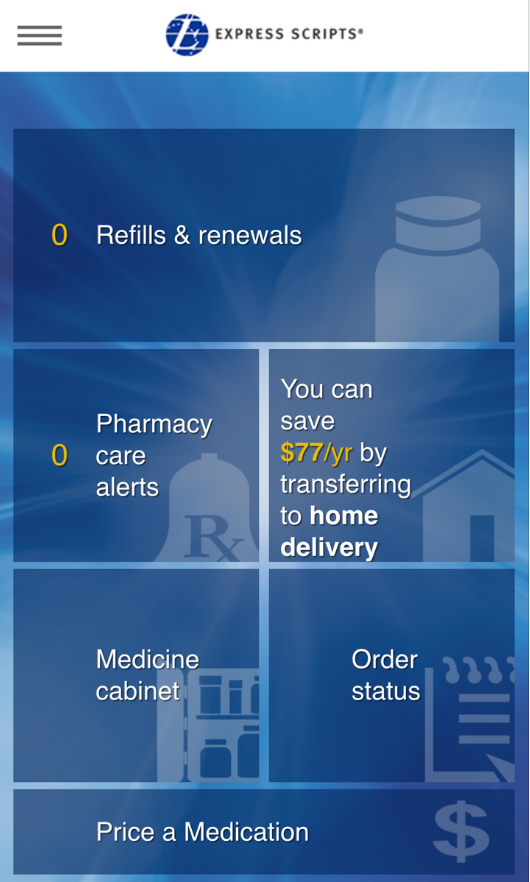 EXPRESS SCRIPTS®
0 Refills & renewals
Pharmacy
0 care
alerts
You can
save
$77/yr by
transferring
to home
delivery
Rx
Medicine
cabinet
Order
status
Price a Medication
$